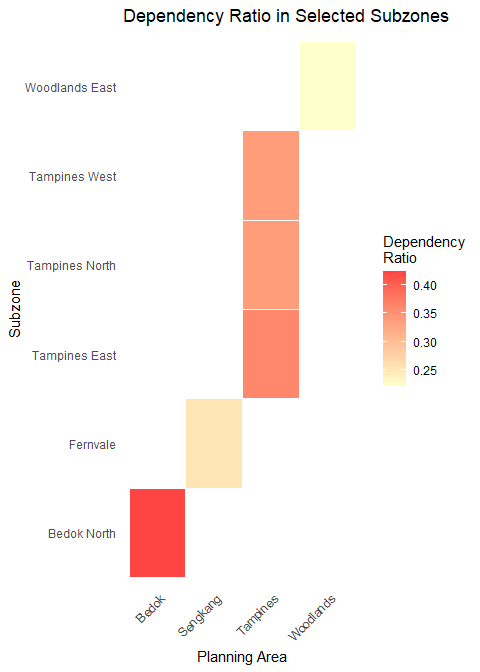 Dependency Ratio in Selected Subzones
Woodlands East
Tampines West
Tampines North
Tampines East
Fernvale
Bedok North
Subzone
Bedok
Sengkang
Tampines
Woodlands
Planning Area
Dependency
Ratio
0.40
0.35
0.30
0.25